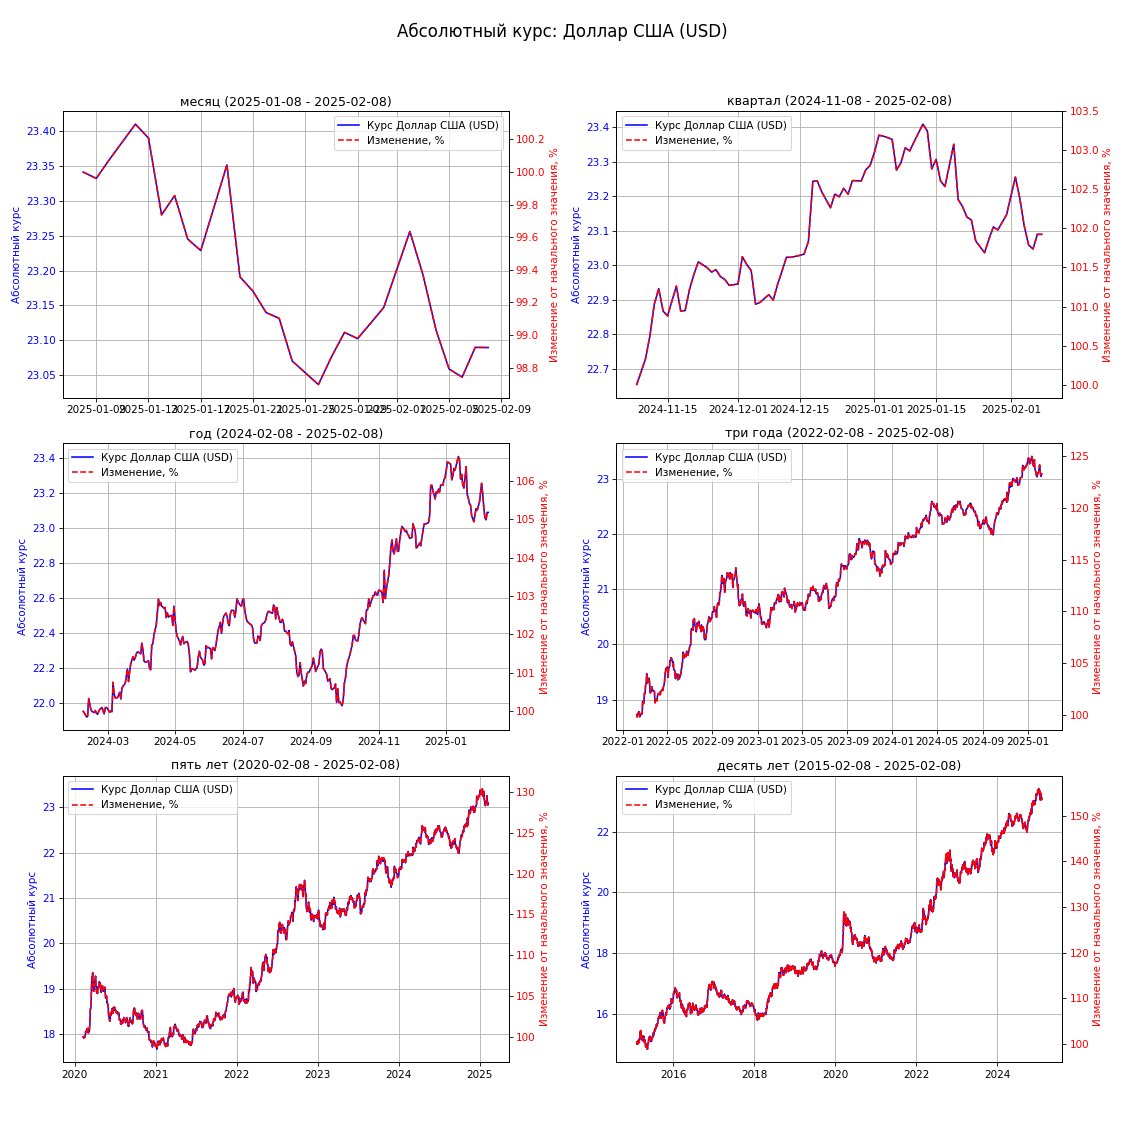 Абсолютный курс: Доллар США (USD)
месяц (2025-01-08 - 2025-02-08)
Курс Доллар США (USD)
Изменение, %
Абсолютный курс
23.40
23.35
23.30
23.25
23.20
23.15
23.10
23.05
100.2
100.0
99.8
99.6
99.4
99.2
99.0
98.8
Изменение от начального значения, %
2025-01-09 2025-01-13 2025-01-17 2025-01-21 2025-01-25 2025-01-29 2025-02-01 2025-02-05 2025-02-09
квартал (2024-11-08 - 2025-02-08)
Курс Доллар США (USD)
Изменение, %
Абсолютный курс
23.4
23.3
23.2
23.1
23.0
22.9
22.8
22.7
103.5
103.0
102.5
102.0
101.5
101.0
100.5
100.0
Изменение от начального значения, %
2024-11-15 2024-12-01 2024-12-15 2025-01-01 2025-01-15 2025-02-01
год (2024-02-08 - 2025-02-08)
Курс Доллар США (USD)
Изменение, %
Абсолютный курс
23.4
23.2
23.0
22.8
22.6
22.4
22.2
22.0
106
105
104
103
102
101
100
Изменение от начального значения, %
2024-03 2024-05 2024-07 2024-09 2024-11 2025-01
три года (2022-02-08 - 2025-02-08)
Курс Доллар США (USD)
Изменение, %
Абсолютный курс
23
22
21
20
19
125
120
115
110
105
100
Изменение от начального значения, %
2022-01 2022-05 2022-09 2023-01 2023-05 2023-09 2024-01 2024-05 2024-09 2025-01
пять лет (2020-02-08 - 2025-02-08)
Курс Доллар США (USD)
Изменение, %
Абсолютный курс
23
22
21
20
19
18
130
125
120
115
110
105
100
Изменение от начального значения, %
2020 2021 2022 2023 2024 2025
десять лет (2015-02-08 - 2025-02-08)
Курс Доллар США (USD)
Изменение, %
Абсолютный курс
22
20
18
16
150
140
130
120
110
100
Изменение от начального значения, %
2016 2018 2020 2022 2024